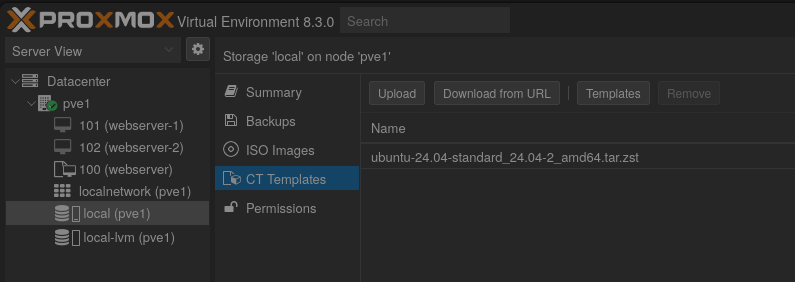 PROXMOX Virtual Environment 8.3.0 Search
Server View
Datacenter
pve1
101 (webserver-1)
102 (webserver-2)
100 (webserver)
localnetwork (pve1)
local (pve1)
local-lvm (pve1)
Storage 'local' on node 'pve1'
Summary
Backups
ISO Images
CT Templates
Permissions
Upload Download from URL Templates Remove
Name
ubuntu-24.04-standard_24.04-2_amd64.tar.zst